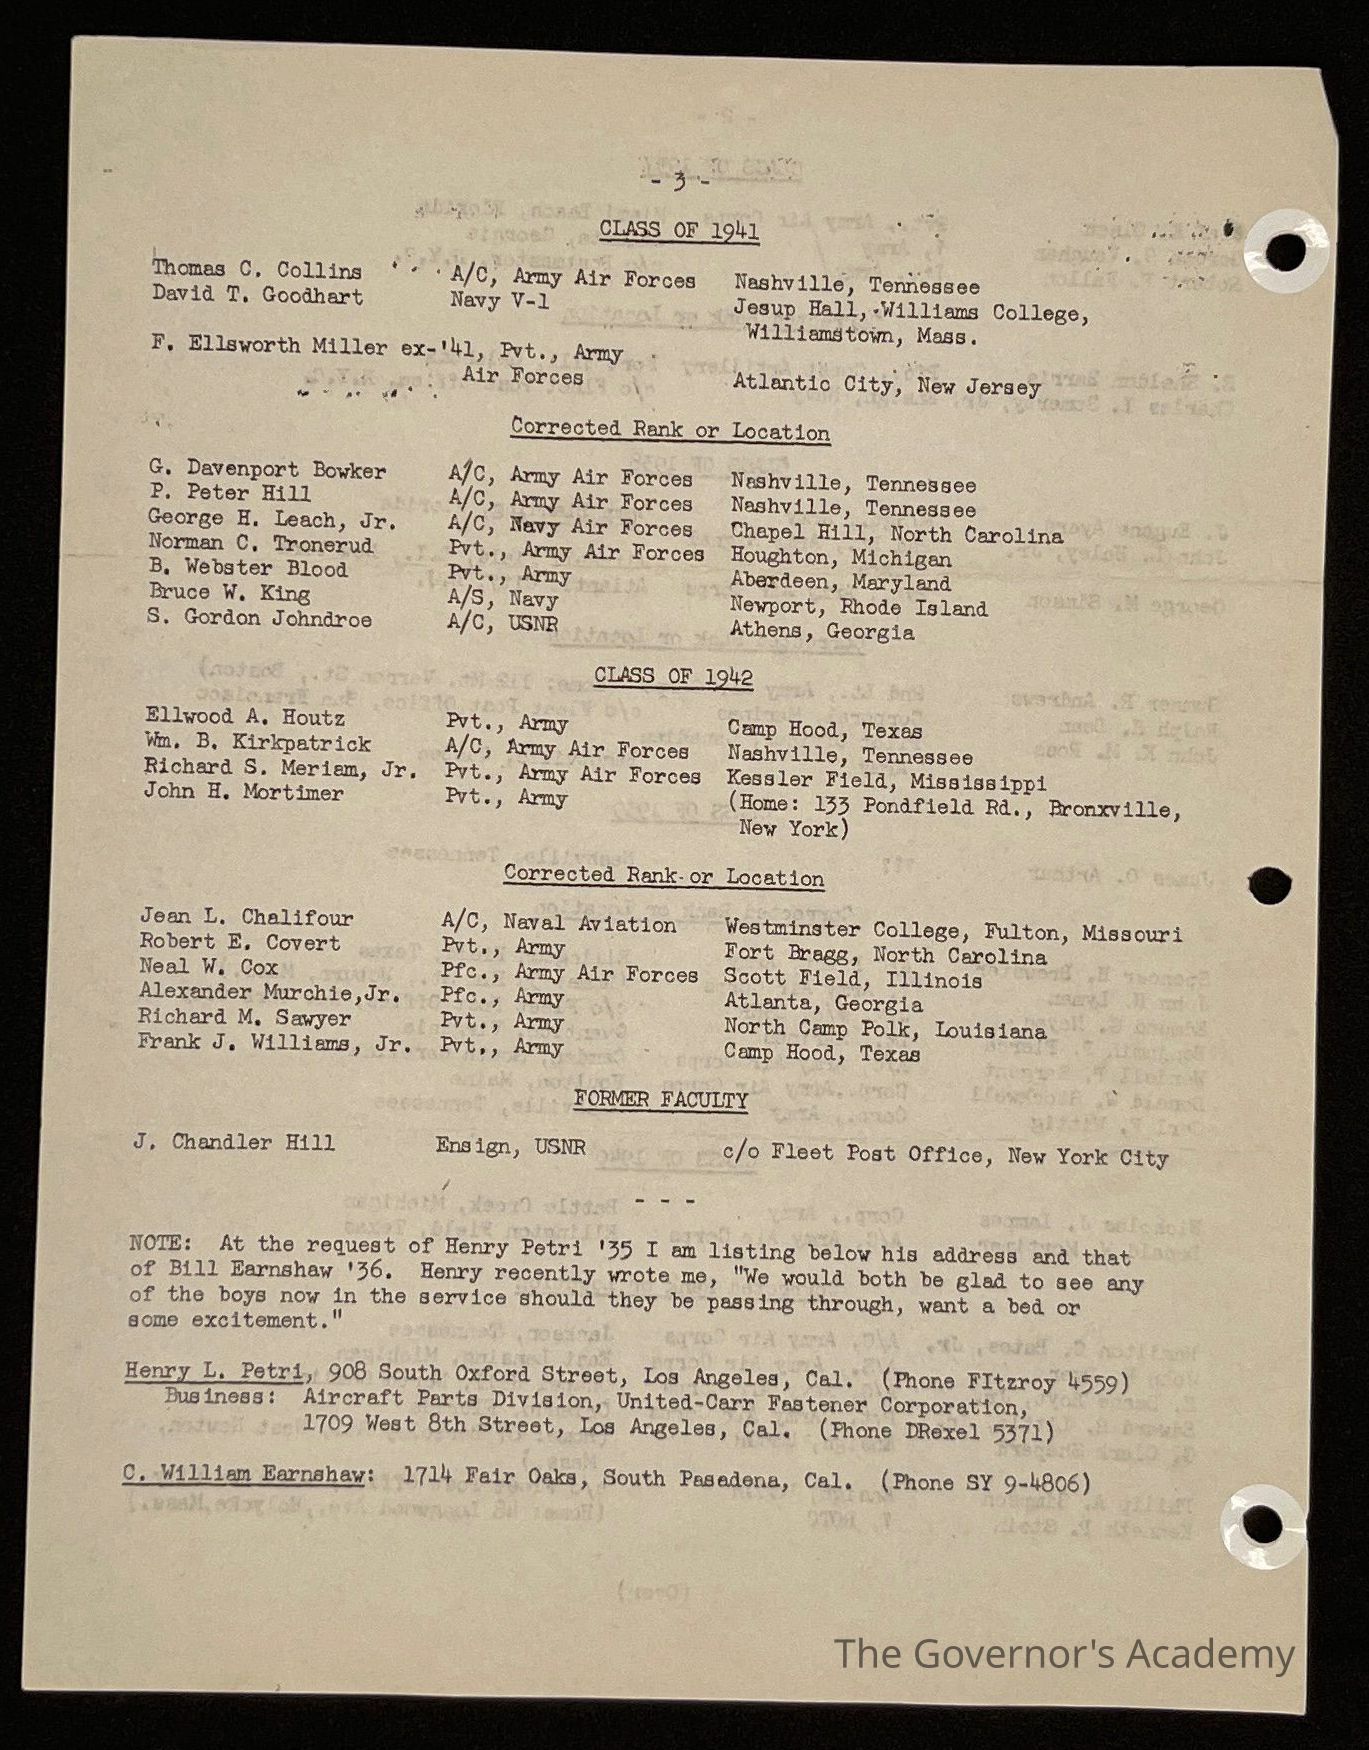 - 3 -
CLASS OF 1941
Thomas C. Collins A/C, Army Air Forces Nashville, Tennessee
David T. Goodhart Navy V-1 Jesup Hall, Williams College,
Williamstown, Mass.
F. Ellsworth Miller ex-'41, Pvt., Army
Air Forces Atlantic City, New Jersey
Corrected Rank or Location
G. Davenport Bowker A/C, Army Air Forces Nashville, Tennessee
P. Peter Hill A/C, Army Air Forces Nashville, Tennessee
George H. Leach, Jr. A/C, Navy Air Forces Chapel Hill, North Carolina
Norman C. Tronerud Pvt., Army Air Forces Houghton, Michigan
B. Webster Blood Pvt., Army Aberdeen, Maryland
Bruce W. King A/S, Navy Newport, Rhode Island
S. Gordon Johndroe A/C, USNR Athens, Georgia
CLASS OF 1942
Ellwood A. Houtz Pvt., Army Camp Hood, Texas
Wm. B. Kirkpatrick A/C, Army Air Forces Nashville, Tennessee
Richard S. Meriam, Jr. Pvt., Army Air Forces Kessler Field, Mississippi
John H. Mortimer Pvt., Army (Home: 133 Pondfield Rd., Bronxville,
New York)
Corrected Rank or Location
Jean L. Chalifour A/C, Naval Aviation Westminster College, Fulton, Missouri
Robert E. Covert Pvt., Army Fort Bragg, North Carolina
Neal W. Cox Pfc., Army Air Forces Scott Field, Illinois
Alexander Murchie,Jr. Pfc., Army Atlanta, Georgia
Richard M. Sawyer Pvt., Army North Camp Polk, Louisiana
Frank J. Williams, Jr. Pvt., Army Camp Hood, Texas
FORMER FACULTY
J. Chandler Hill Ensign, USNR c/o Fleet Post Office, New York City
- - -
NOTE: At the request of Henry Petri '35 I am listing below his address and that
of Bill Earnshaw '36. Henry recently wrote me, "We would both be glad to see any
of the boys now in the service should they be passing through, want a bed or
some excitement."
Henry L. Petri, 908 South Oxford Street, Los Angeles, Cal. (Phone FItzroy 4559)
Business: Aircraft Parts Division, United-Carr Fastener Corporation,
1709 West 8th Street, Los Angeles, Cal. (Phone DRexel 5371)
C. William Earnshaw: 1714 Fair Oaks, South Pasadena, Cal. (Phone SY 9-4806)
The Governor's Academy